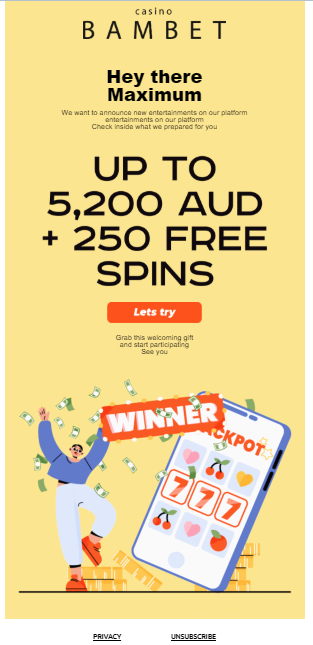 casino
BAMBET
Hey there
Maximum
We want to announce new entertainments on our platform
entertainments on our platform
Check inside what we prepared for you
UP TO
5,200 AUD
+ 250 FREE
SPINS
Lets try
Grab this welcoming gift
and start participating
See you
WINNER
JACKPOT
777
PRIVACY UNSUBSCRIBE